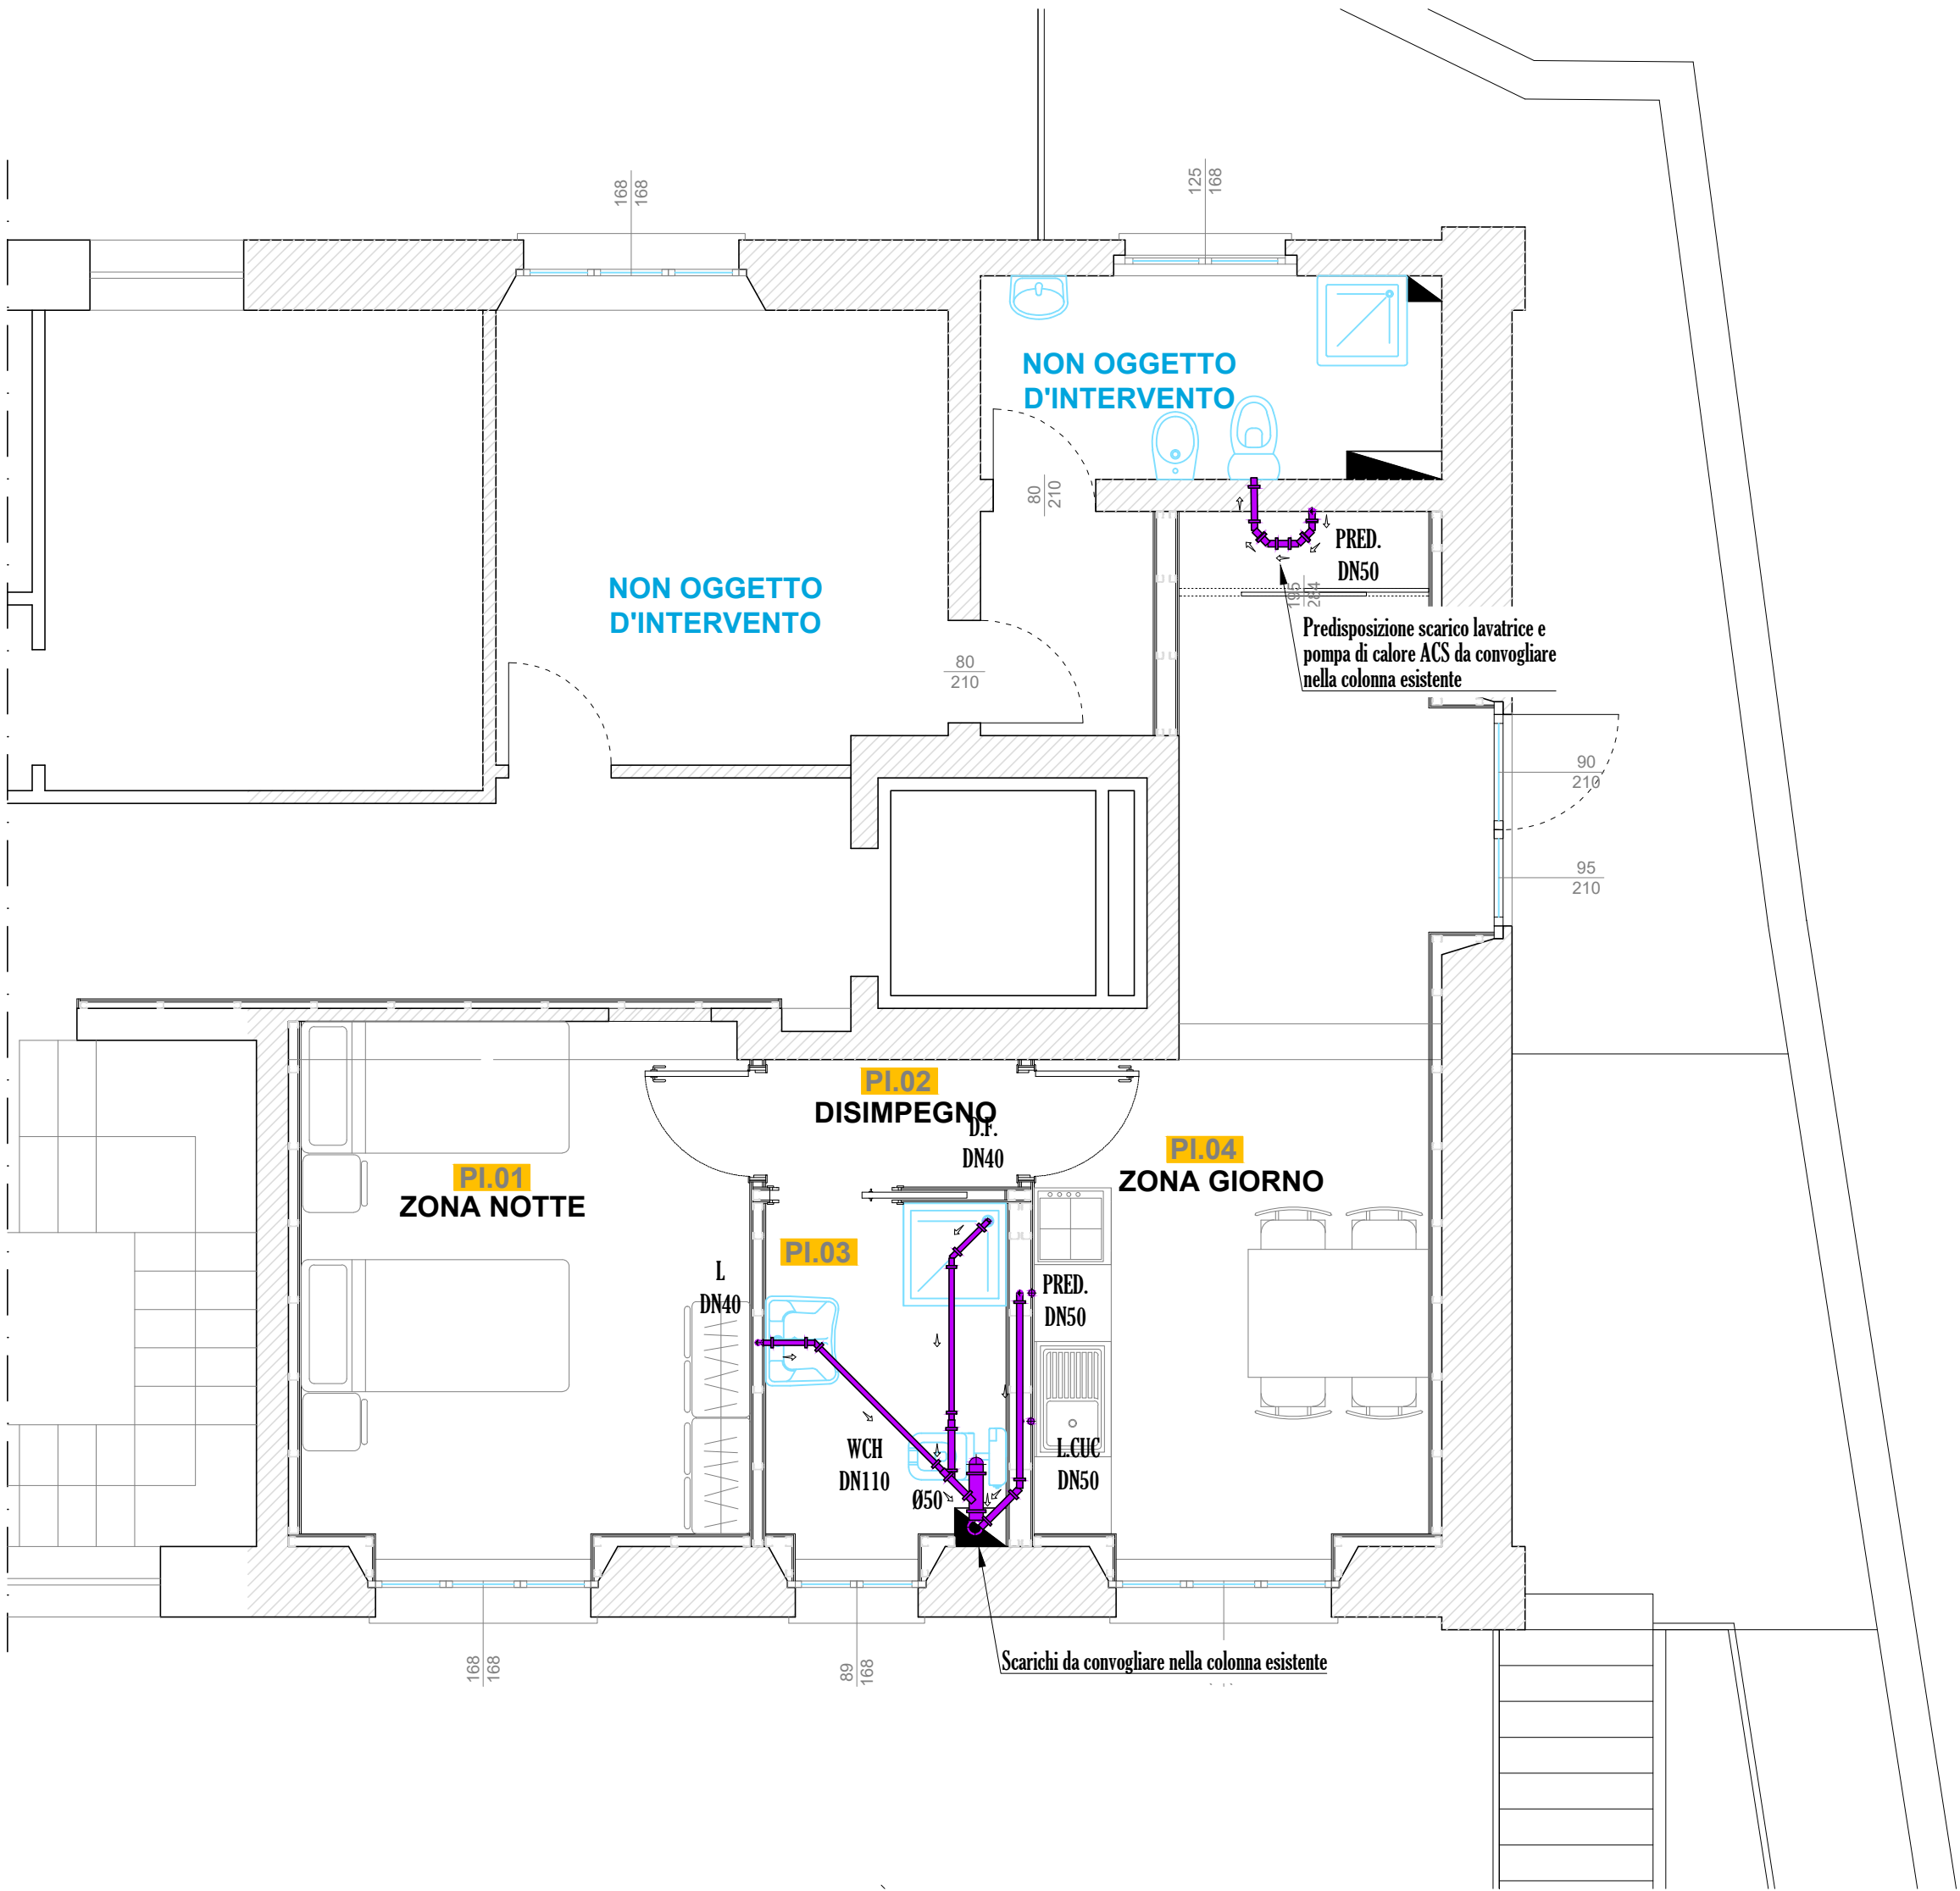 168
168
125
168
NON OGGETTO
D'INTERVENTO
80
210
PRED.
DN50
NON OGGETTO
D'INTERVENTO
195
284
Predisposizione scarico lavatrice e
pompa di calore ACS da convogliare
nella colonna esistente
80
210
90
210
95
210
PI.02
DISIMPEGNO
D.F.
DN40
PI.04
ZONA GIORNO
PI.01
ZONA NOTTE
PI.03
L
DN40
PRED.
DN50
WCH
DN110
Ø50
L.CUC
DN50
168
168
89
168
Scarichi da convogliare nella colonna esistente